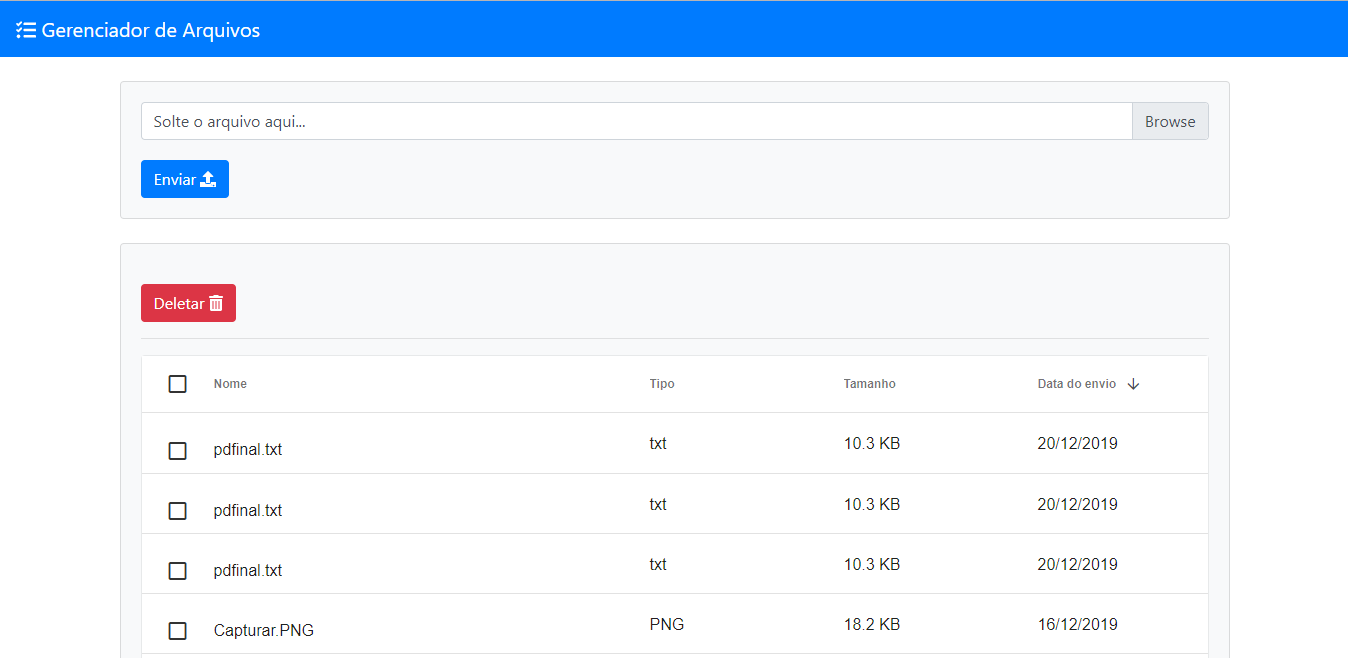 Gerenciador de Arquivos
Solte o arquivo aqui... Browse
Enviar
Deletar
Nome Tipo Tamanho Data do envio
pdfinal.txt txt 10.3 KB 20/12/2019
pdfinal.txt txt 10.3 KB 20/12/2019
pdfinal.txt txt 10.3 KB 20/12/2019
Capturar.PNG PNG 18.2 KB 16/12/2019